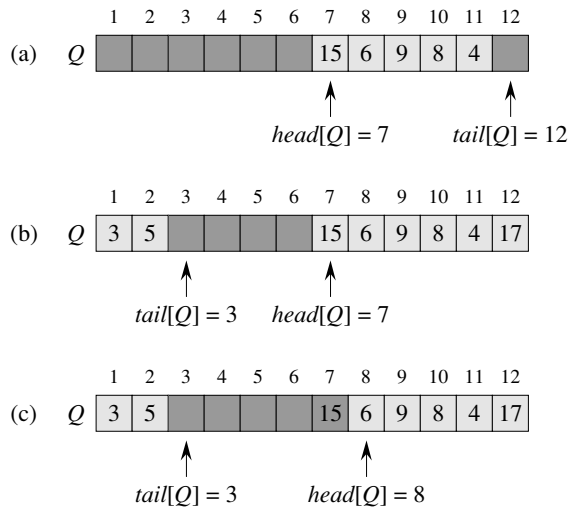 1 2 3 4 5 6 7 8 9 10 11 12
(a) Q 15 6 9 8 4
head[Q] = 7 tail[Q] = 12
1 2 3 4 5 6 7 8 9 10 11 12
(b) Q 3 5 15 6 9 8 4 17
tail[Q] = 3 head[Q] = 7
1 2 3 4 5 6 7 8 9 10 11 12
(c) Q 3 5 15 6 9 8 4 17
tail[Q] = 3 head[Q] = 8